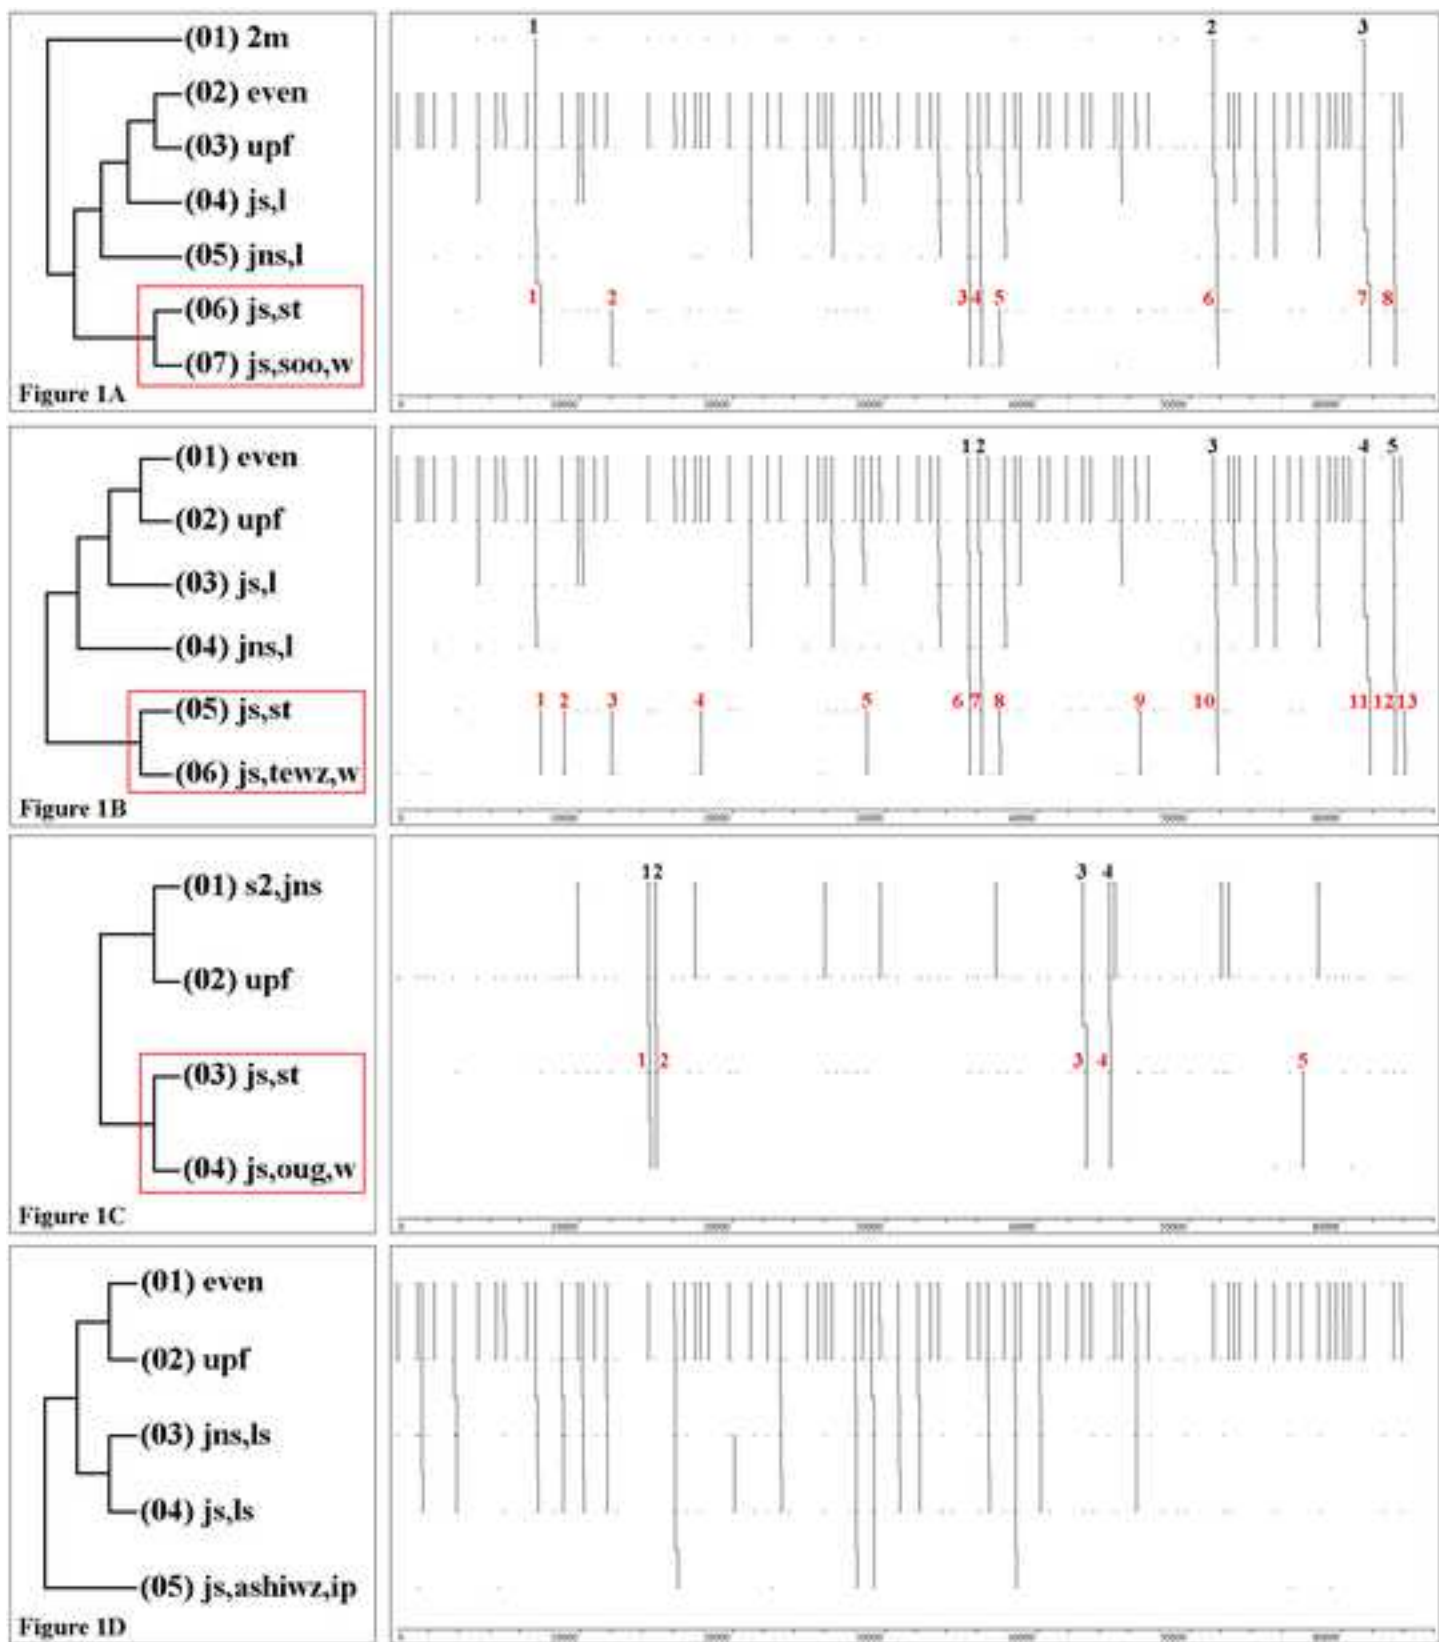 1 2 3
(01) 2m
(02) even
(03) upf
(04) js,l
(05) jns,l
1 2 3 4 5 6 7 8
(06) js,st
(07) js,soo,w
Figure 1A
1 2 3 4 5
(01) even
(02) upf
(03) js,l
(04) jns,l
1 2 3 4 5 6 7 8 9 10 11 12 13
(05) js,st
(06) js,tewz,w
Figure 1B
1 2 3 4
(01) s2,jns
(02) upf
1 2 3 4 5
(03) js,st
(04) js,oug,w
Figure 1C
(01) even
(02) upf
(03) jns,ls
(04) js,ls
(05) js,ashiwz,ip
Figure 1D